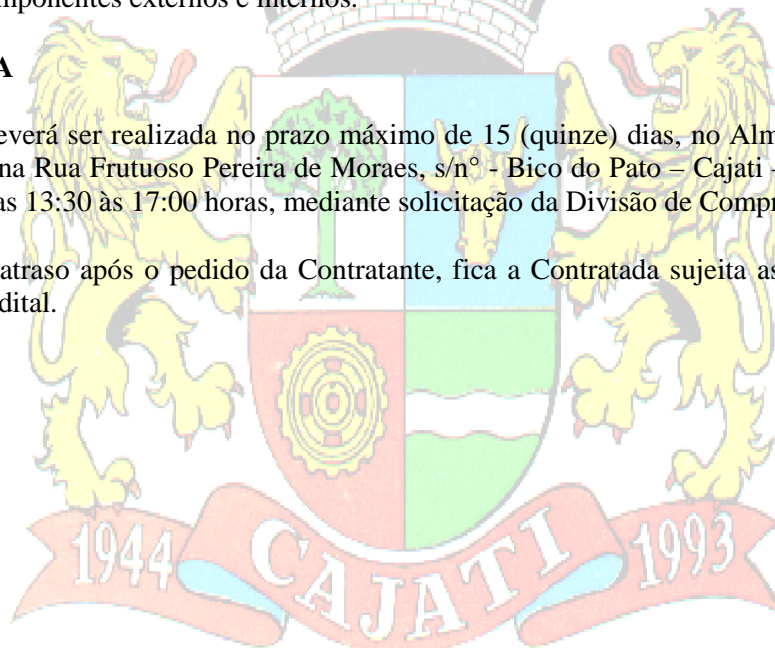 mponentes externos e internos.
A
everá ser realizada no prazo máximo de 15 (quinze) dias, no Alm
na Rua Frutuoso Pereira de Moraes, s/n° - Bico do Pato – Cajati -
as 13:30 às 17:00 horas, mediante solicitação da Divisão de Compr
atraso após o pedido da Contratante, fica a Contratada sujeita as
dital.
1944 CAJATI 1993